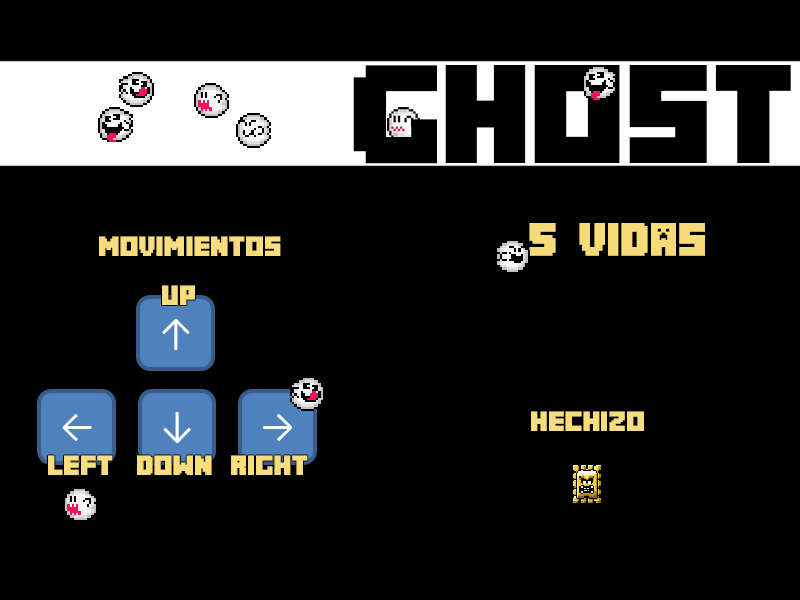 GHOST
MOVIMIENTOS
5 VIDAS
UP
LEFT DOWN RIGHT
HECHIZO